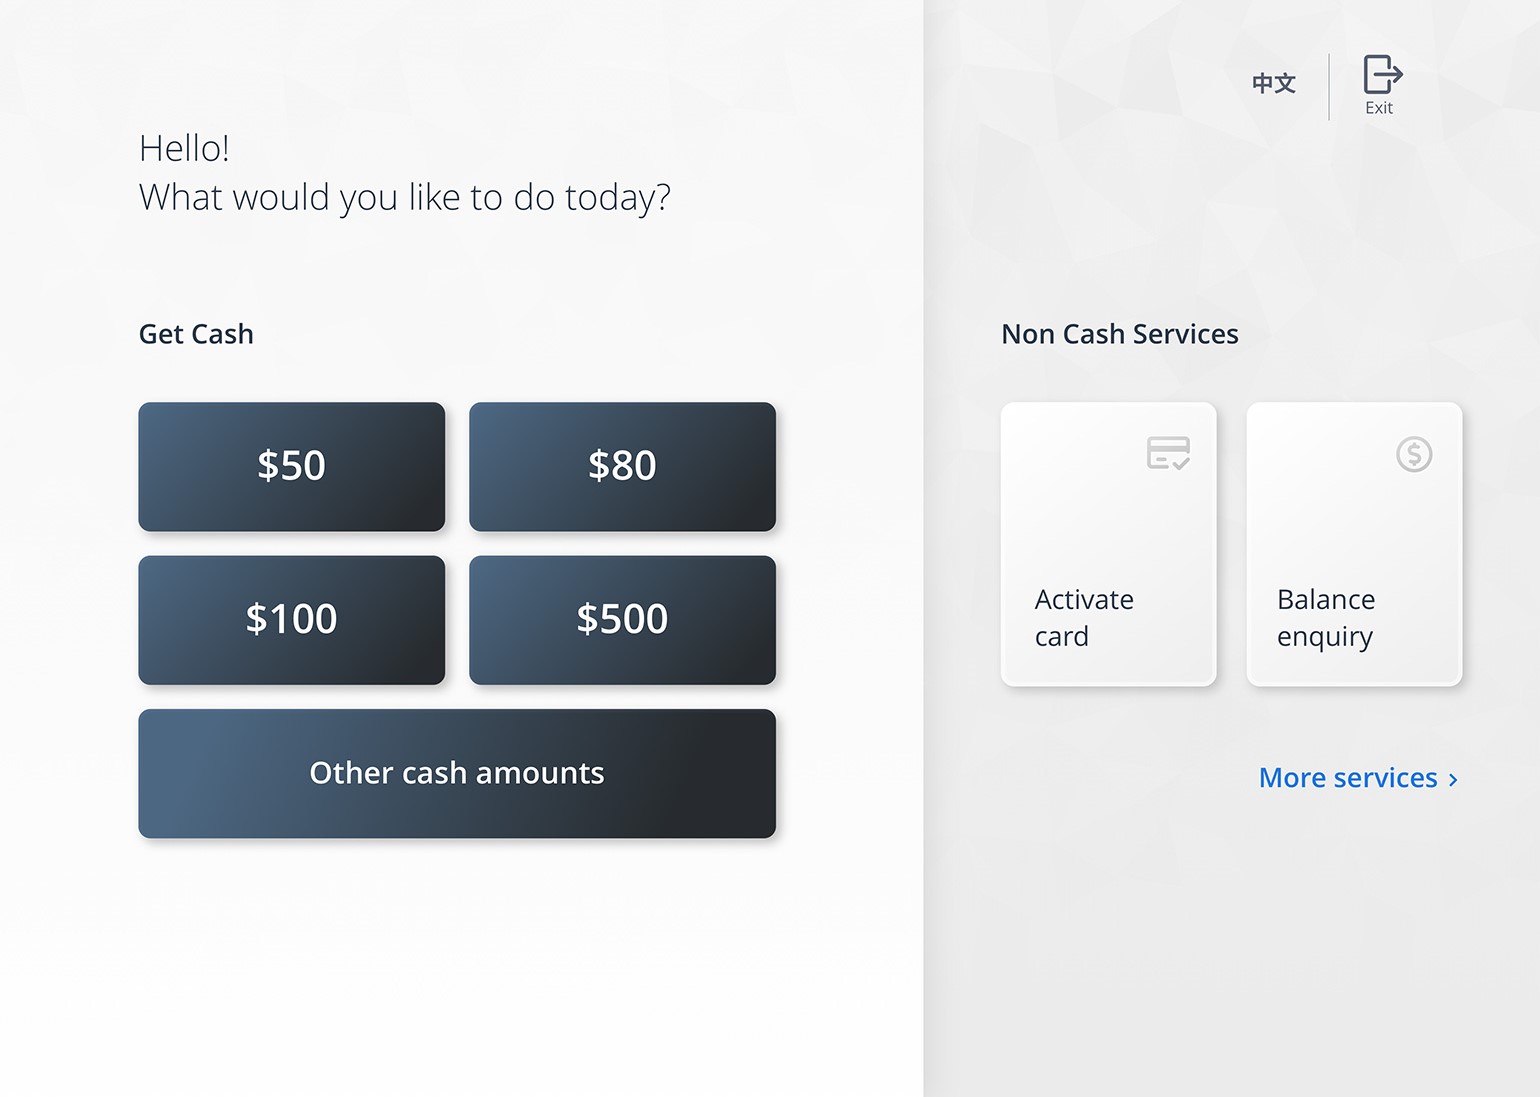 中文
Exit
Hello!
What would you like to do today?
Get Cash
$50
$80
$100
$500
Other cash amounts
Non Cash Services
Activate
card
Balance
enquiry
More services